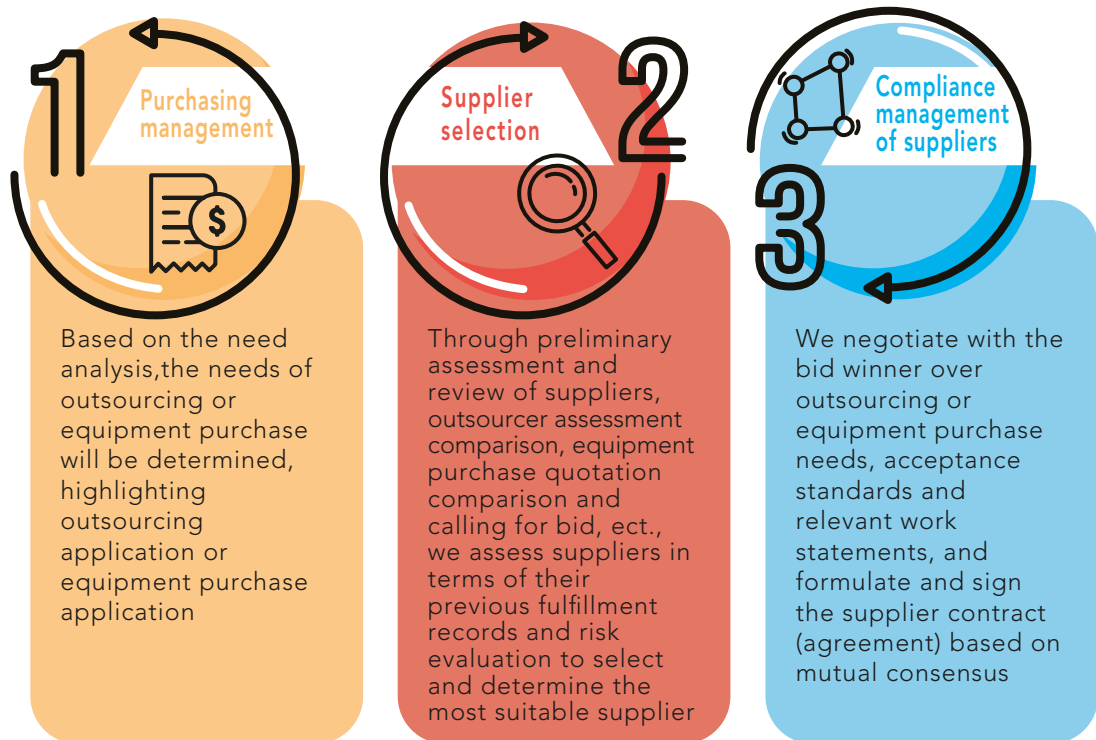 1
Purchasing
management
$
Based on the need
analysis,the needs of
outsourcing or
equipment purchase
will be determined,
highlighting
outsourcing
application or
equipment purchase
application
2
Supplier
selection
Through preliminary
assessment and
review of suppliers,
outsourcer assessment
comparison, equipment
purchase quotation
comparison and
calling for bid, ect.,
we assess suppliers in
terms of their
previous fulfillment
records and risk
evaluation to select
and determine the
most suitable supplier
3
Compliance
management
of suppliers
We negotiate with the
bid winner over
outsourcing or
equipment purchase
needs, acceptance
standards and
relevant work
statements, and
formulate and sign
the supplier contract
(agreement) based on
mutual consensus